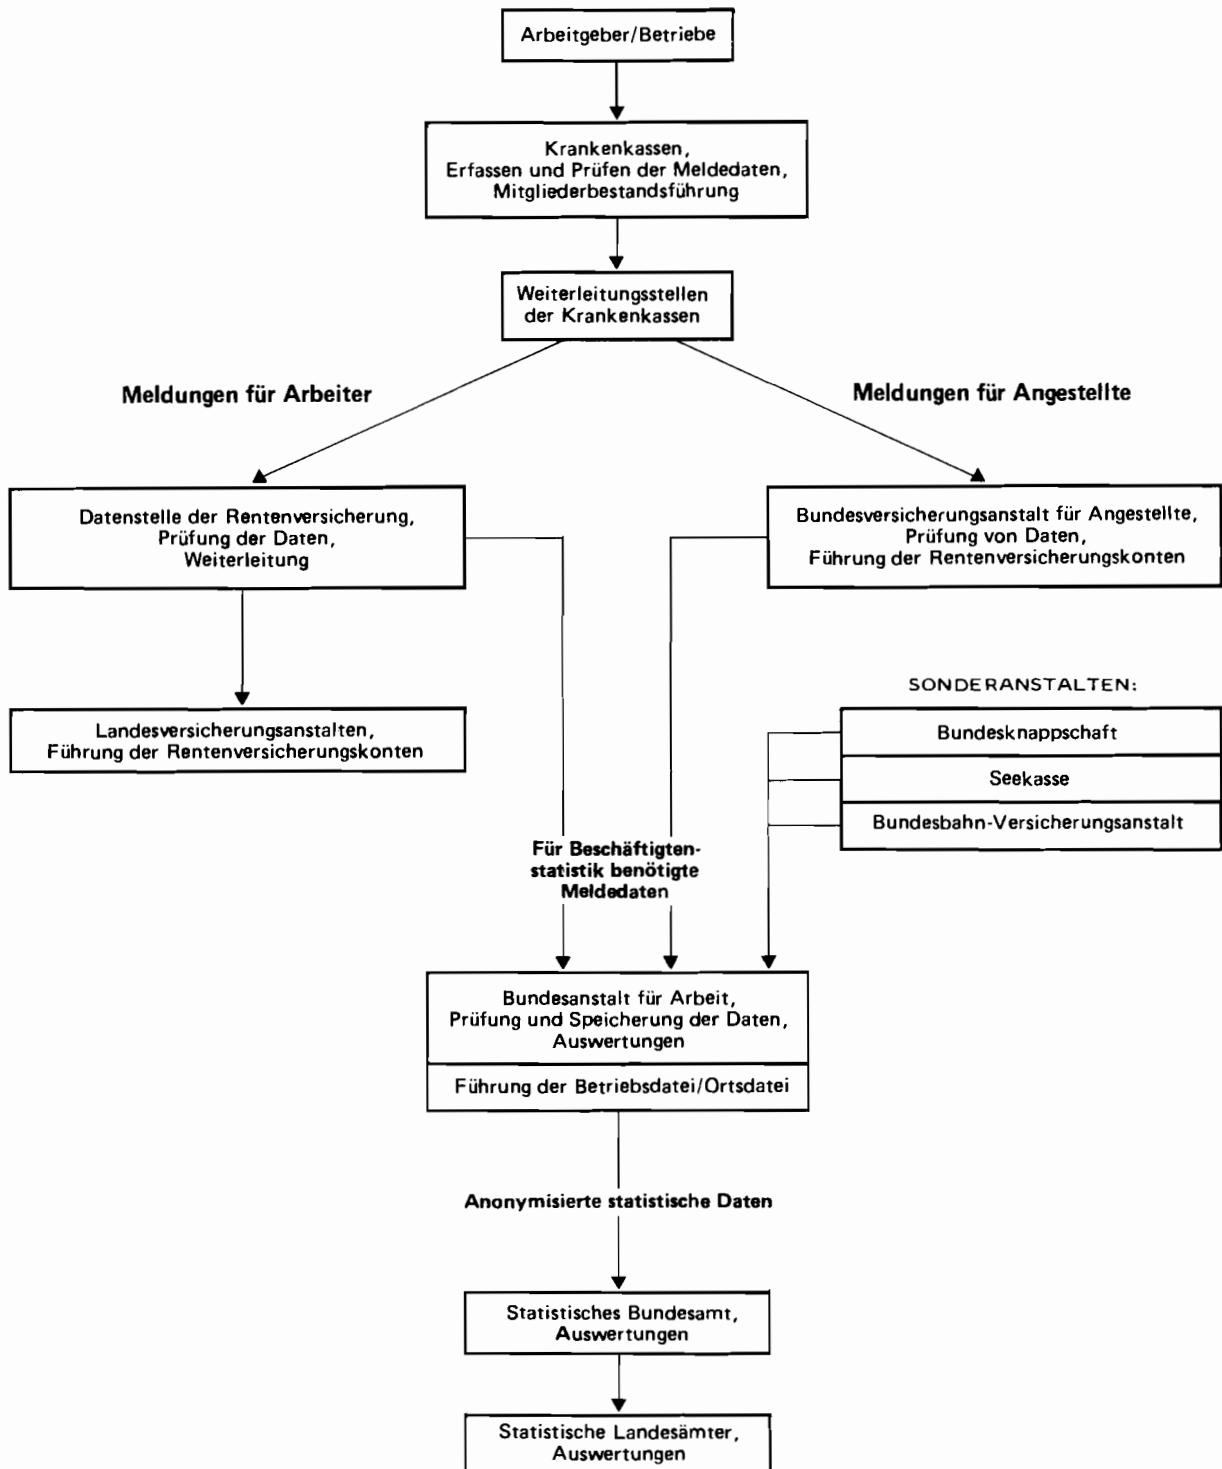 Arbeitgeber/Betriebe
Krankenkassen,
Erfassen und Prüfen der Meldedaten,
Mitgliederbestandsführung
Weiterleitungsstellen
der Krankenkassen
Meldungen für Arbeiter
Meldungen für Angestellte
Datenstelle der Rentenversicherung,
Prüfung der Daten,
Weiterleitung
Bundesversicherungsanstalt für Angestellte,
Prüfung von Daten,
Führung der Rentenversicherungskonten
Landesversicherungsanstalten,
Führung der Rentenversicherungskonten
SONDERANSTALTEN:
Bundesknappschaft
Seekasse
Bundesbahn-Versicherungsanstalt
Für Beschäftigten-
statistik benötigte
Meldedaten
Bundesanstalt für Arbeit,
Prüfung und Speicherung der Daten,
Auswertungen
Führung der Betriebsdatei/Ortsdatei
Anonymisierte statistische Daten
Statistisches Bundesamt,
Auswertungen
Statistische Landesämter,
Auswertungen